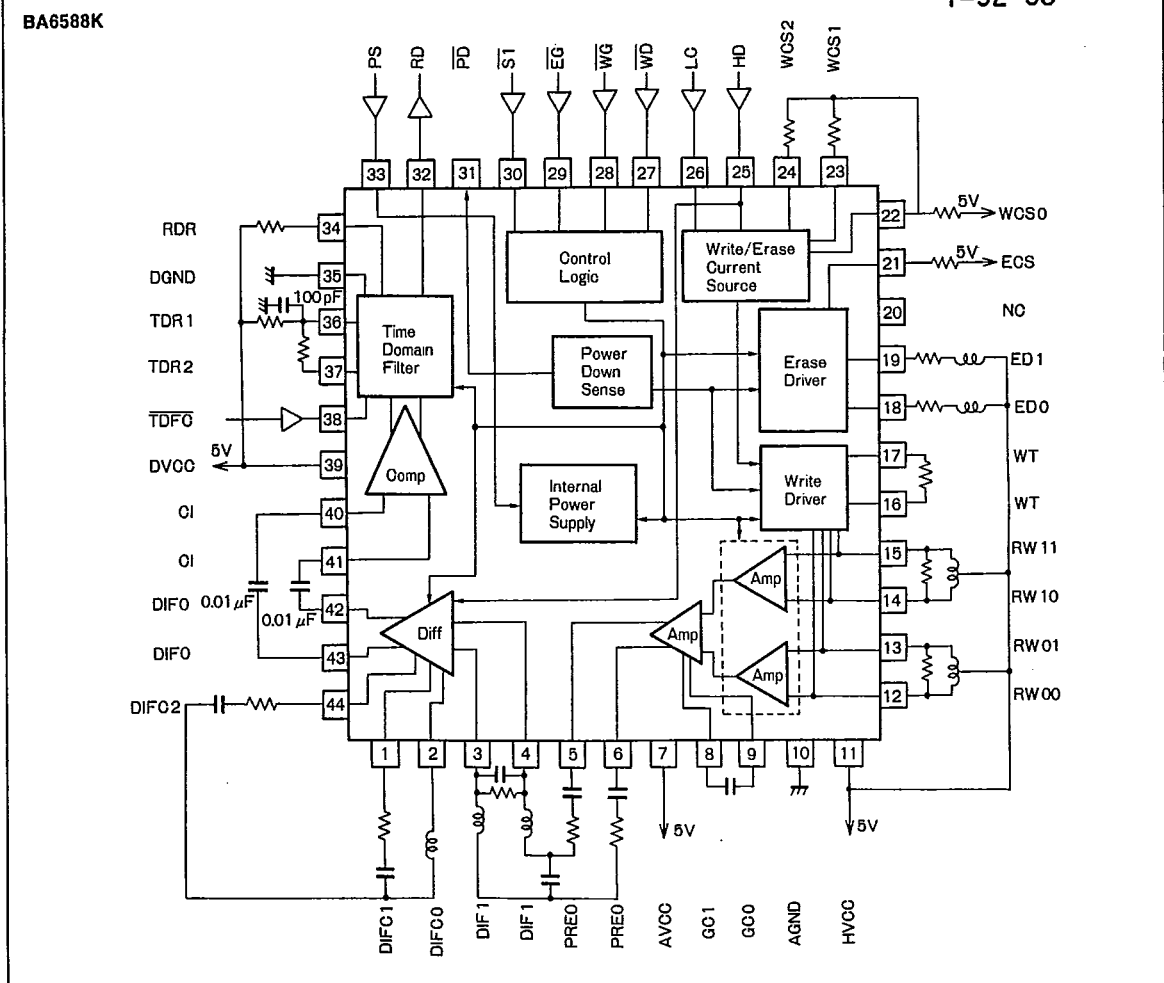 BA6588K
PS
RD
PD
S1
EG
WG
WD
LC
HD
WCS2
WCS1
33
32
31
30
29
28
27
26
25
24
23
RDR
34
DGND
35
100pF
TDR1
36
TDR2
37
TDFC
38
5V
DVCC
39
CI
40
CI
41
0.01μF
0.01μF
DIFO
42
DIFO
43
DIFC2
44
Control
Logic
Write/Erase
Current
Source
Time
Domain
Filter
Power
Down
Sense
Erase
Driver
Comp
Internal
Power
Supply
Write
Driver
Diff
Amp
Amp
Amp
22
5V
WCS0
21
5V
ECS
20
NC
19
ED1
18
ED0
17
WT
16
WT
15
RW11
14
RW10
13
RW01
12
RW00
1
2
3
4
5
6
7
8
9
10
11
5V
5V
DIFC1
DIFC0
DIF1
DIF1
PREO
PREO
AVCC
GC1
GC0
AGND
HVCC